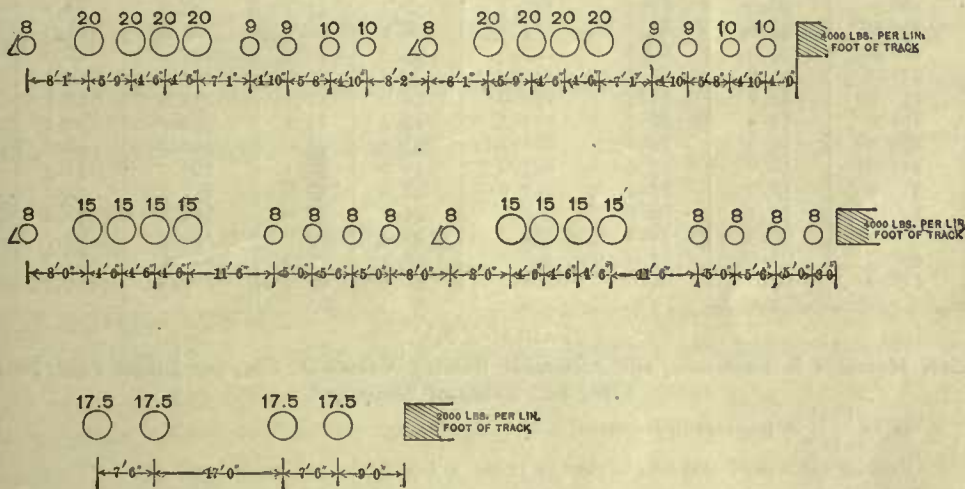 8 20 20 20 20 9 9 10 10 8 20 20 20 20 9 9 10 10
4000 LBS. PER LIN.
FOOT OF TRACK
8'-1" 5'-9" 4'-6" 4'-6" 7'-1" 4'-10" 5'-8" 4'-10" 8'-2" 8'-1" 5'-9" 4'-6" 4'-6" 7'-1" 4'-10" 5'-8" 4'-10"
8 15 15 15 15 8 8 8 8 8 15 15 15 15 8 8 8 8
4000 LBS. PER LIN.
FOOT OF TRACK
8'-0" 4'-6" 4'-6" 4'-6" 11'-6" 5'-0" 5'-6" 5'-0" 8'-0" 8'-0" 4'-6" 4'-6" 4'-6" 11'-6" 5'-0" 5'-6" 5'-0" 3'-0"
17.5 17.5 17.5 17.5
2000 LBS. PER LIN.
FOOT OF TRACK
7'-6" 17'-0" 7'-6" 9'-0"